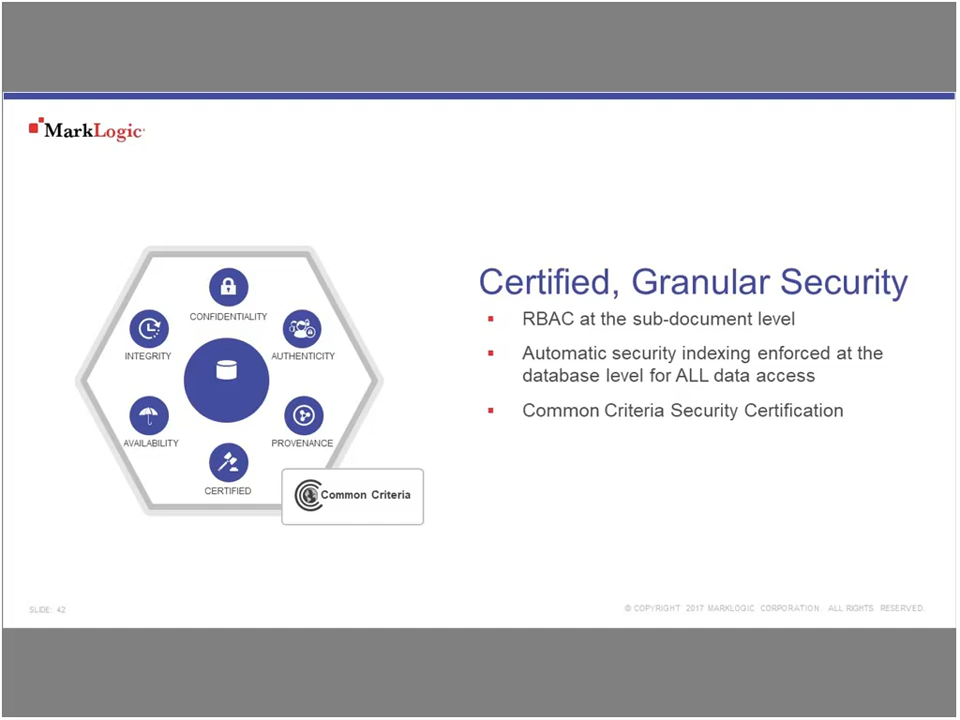 MarkLogic
CONFIDENTIALITY
INTEGRITY
AUTHENTICITY
AVAILABILITY
PROVENANCE
CERTIFIED
Common Criteria
Certified, Granular Security
▪ RBAC at the sub-document level
▪ Automatic security indexing enforced at the
database level for ALL data access
▪ Common Criteria Security Certification
SLIDE: 42
© COPYRIGHT 2017 MARKLOGIC CORPORATION. ALL RIGHTS RESERVED.